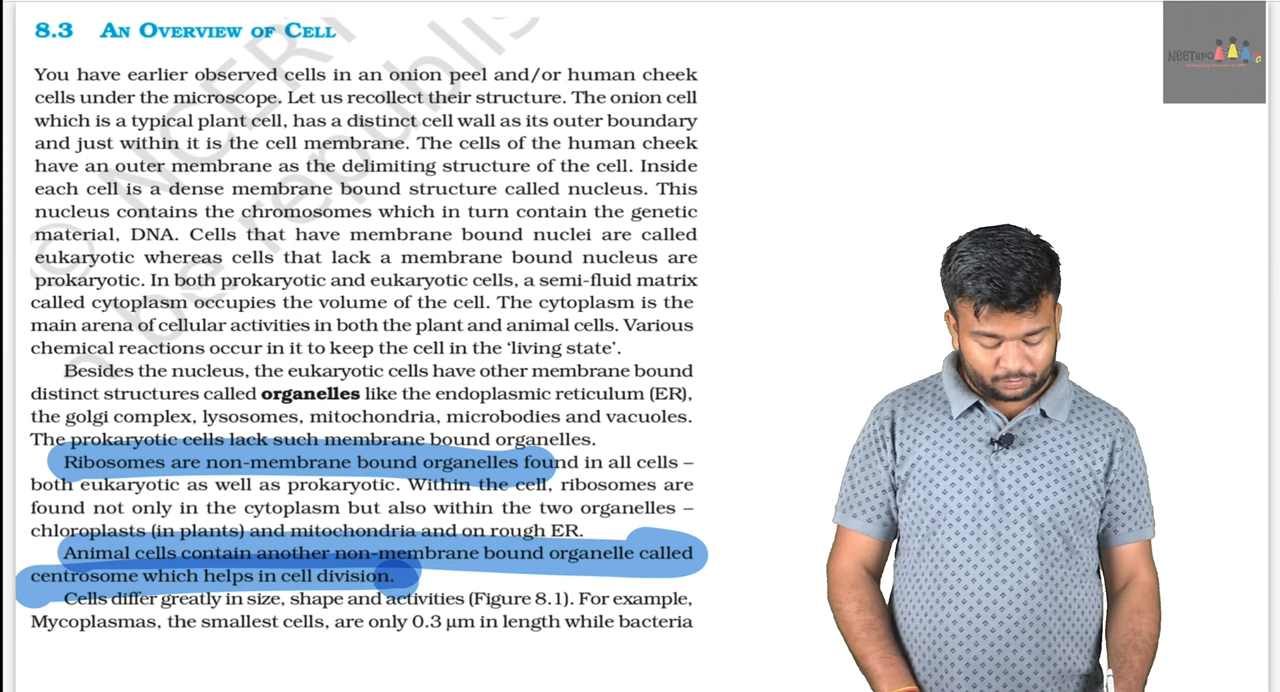 8.3 AN OVERVIEW OF CELL
NEETPRO
You have earlier observed cells in an onion peel and/or human cheek
cells under the microscope. Let us recollect their structure. The onion cell
which is a typical plant cell, has a distinct cell wall as its outer boundary
and just within it is the cell membrane. The cells of the human cheek
have an outer membrane as the delimiting structure of the cell. Inside
each cell is a dense membrane bound structure called nucleus. This
nucleus contains the chromosomes which in turn contain the genetic
material, DNA. Cells that have membrane bound nuclei are called
eukaryotic whereas cells that lack a membrane bound nucleus are
prokaryotic. In both prokaryotic and eukaryotic cells, a semi-fluid matrix
called cytoplasm occupies the volume of the cell. The cytoplasm is the
main arena of cellular activities in both the plant and animal cells. Various
chemical reactions occur in it to keep the cell in the ‘living state’.
Besides the nucleus, the eukaryotic cells have other membrane bound
distinct structures called organelles like the endoplasmic reticulum (ER),
the golgi complex, lysosomes, mitochondria, microbodies and vacuoles.
The prokaryotic cells lack such membrane bound organelles.
Ribosomes are non-membrane bound organelles found in all cells –
both eukaryotic as well as prokaryotic. Within the cell, ribosomes are
found not only in the cytoplasm but also within the two organelles –
chloroplasts (in plants) and mitochondria and on rough ER.
Animal cells contain another non-membrane bound organelle called
centrosome which helps in cell division.
Cells differ greatly in size, shape and activities (Figure 8.1). For example,
Mycoplasmas, the smallest cells, are only 0.3 µm in length while bacteria
© NCERT
be republis